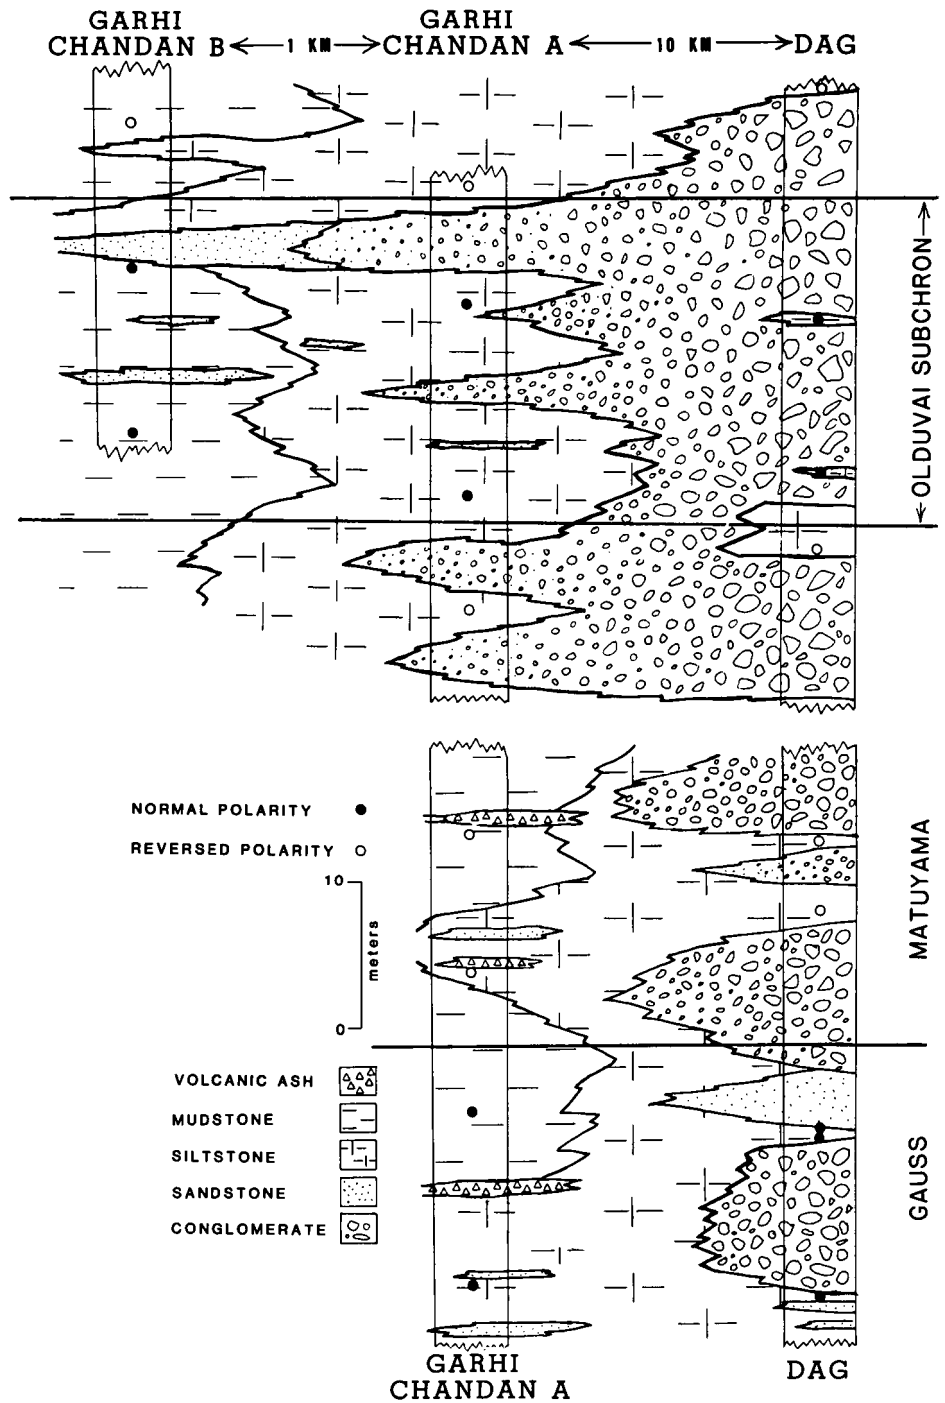 GARHI CHANDAN B
1 KM
GARHI CHANDAN A
10 KM
DAG
OLDUVAI SUBCHRON
NORMAL POLARITY
REVERSED POLARITY
10
meters
0
MATUYAMA
VOLCANIC ASH
MUDSTONE
SILTSTONE
SANDSTONE
CONGLOMERATE
GAUSS
GARHI
CHANDAN A
DAG